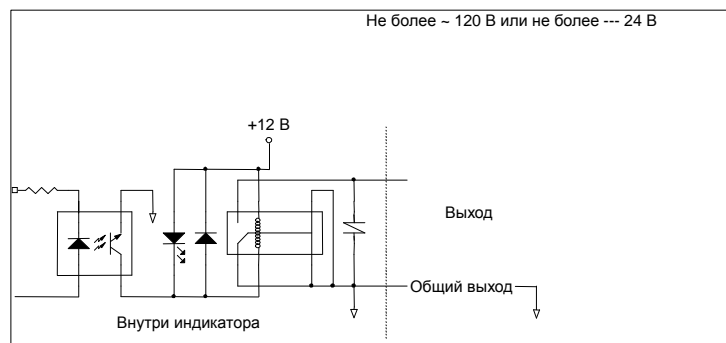 Не более ~ 120 В или не более --- 24 В
+12 В
Выход
Общий выход
Внутри индикатора